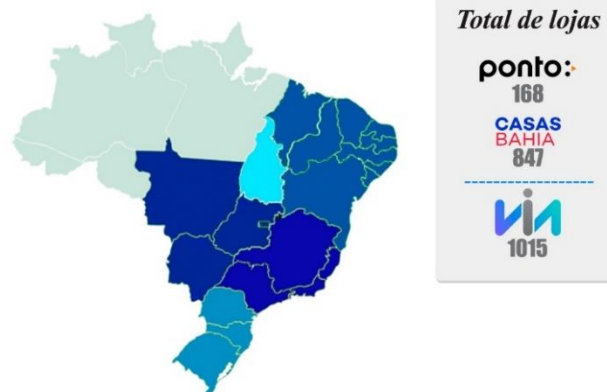 Total de lojas
ponto:
168
CASAS
BAHIA
847
via
1015